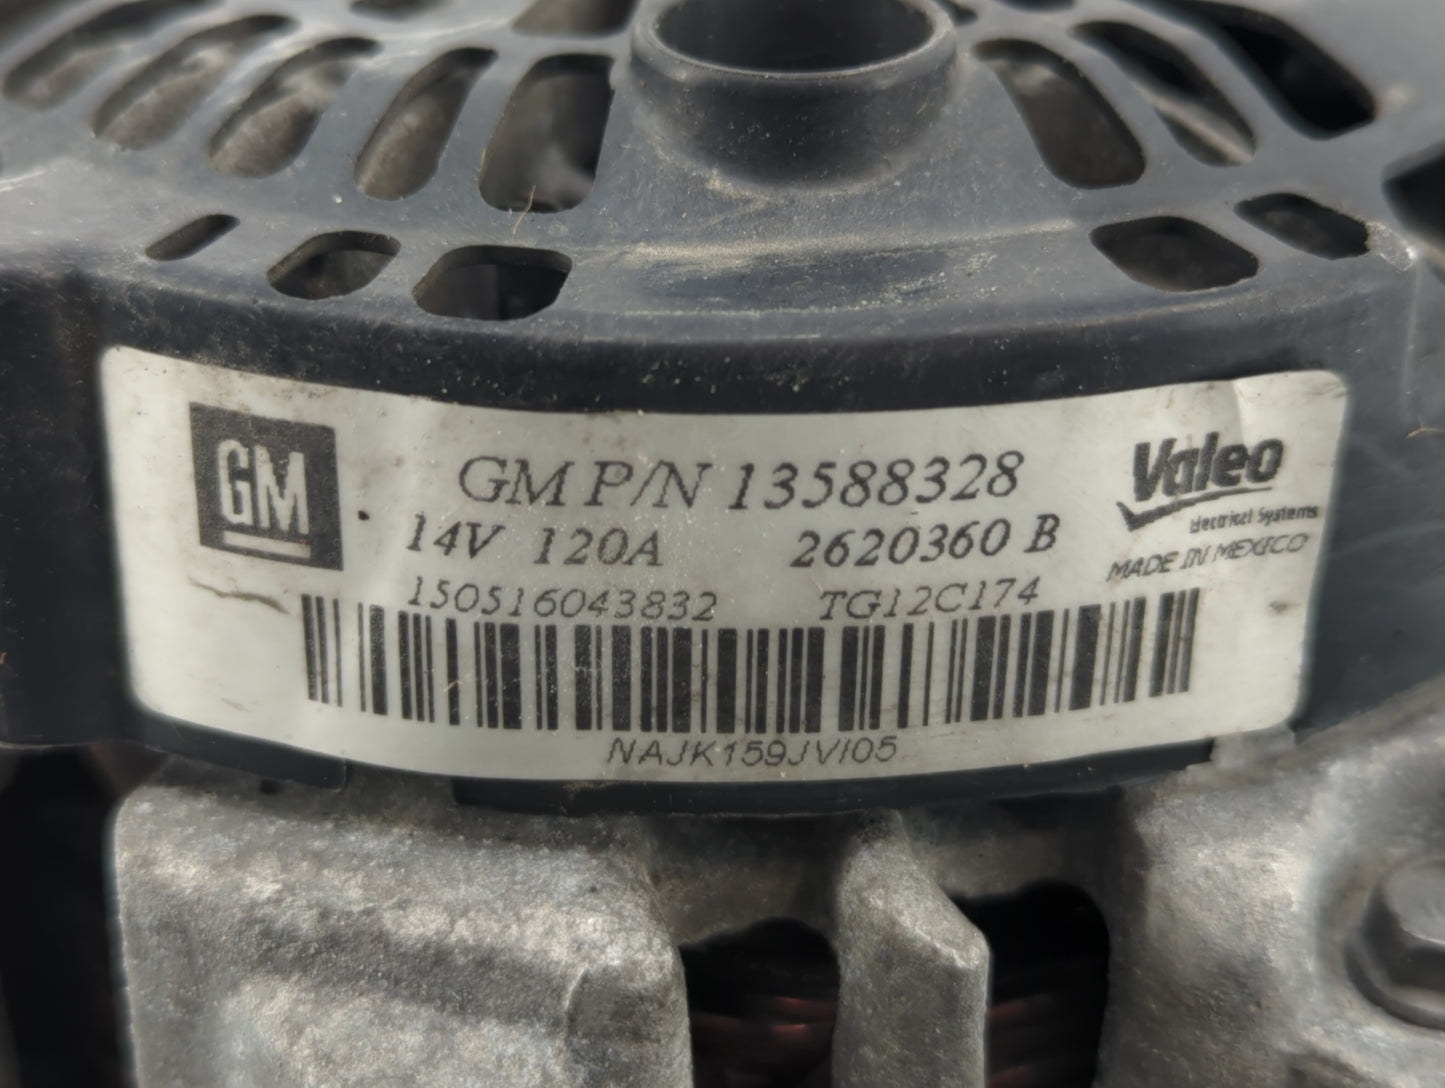 GM
GM P/N 13588328
14V 120A 2620360 B
150516043832 TG12C174
NAJK159JVI05
Valeo
Electrical Systems
MADE IN MEXICO